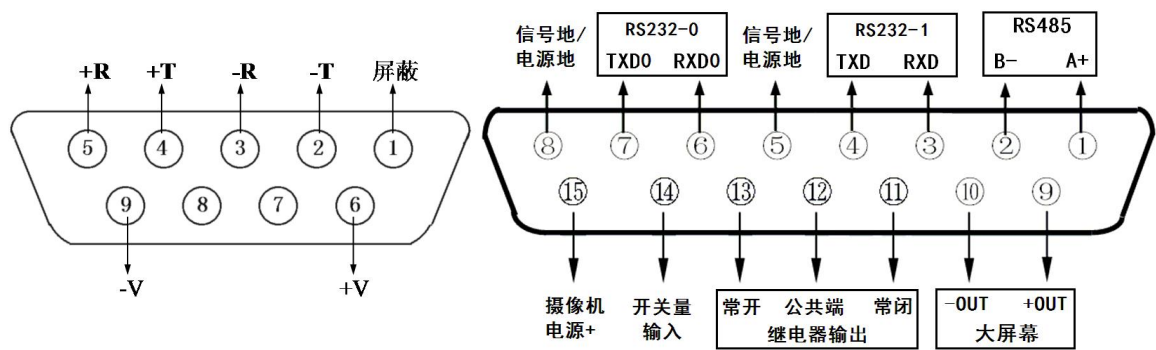 +R +T -R -T 屏蔽
5 4 3 2 1
9 8 7 6
-V +V
信号地/
电源地
RS232-0
TXD0 RXD0
信号地/
电源地
RS232-1
TXD RXD
RS485
B- A+
⑧ ⑦ ⑥ ⑤ ④ ③ ② ①
⑮ ⑭ ⑬ ⑫ ⑪ ⑩ ⑨
摄像机
电源+
开关量
输入
常开 公共端 常闭
继电器输出
-OUT +OUT
大屏幕